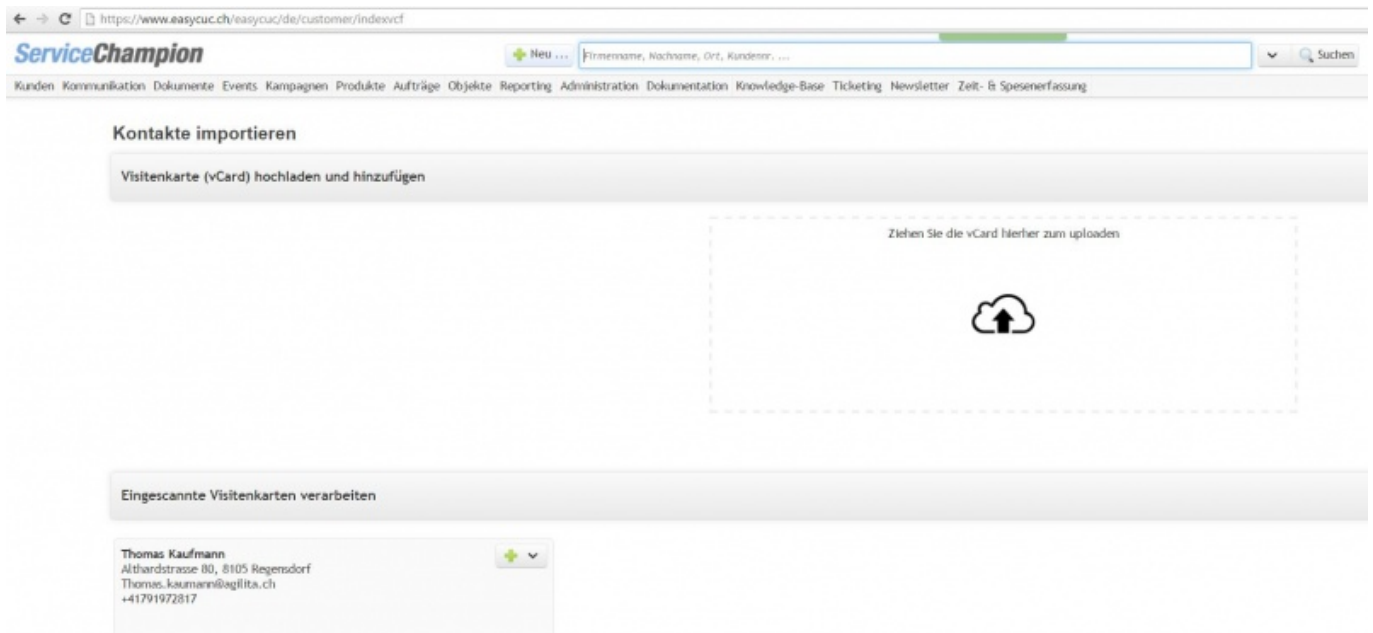 https://www.easycuc.ch/easycuc/de/customer/indexvcf
ServiceChampion Neu ... Firmenname, Nachname, Ort, Kundennr. ... Suchen
Kunden Kommunikation Dokumente Events Kampagnen Produkte Aufträge Objekte Reporting Administration Dokumentation Knowledge-Base Ticketing Newsletter Zeit- & Spesenerfassung
Kontakte importieren
Visitenkarte (vCard) hochladen und hinzufügen
Ziehen Sie die vCard hierher zum uploaden
Eingescannte Visitenkarten verarbeiten
Thomas Kaufmann
Althardstrasse 80, 8105 Regensdorf
Thomas.kaumann@agilita.ch
+41791972817